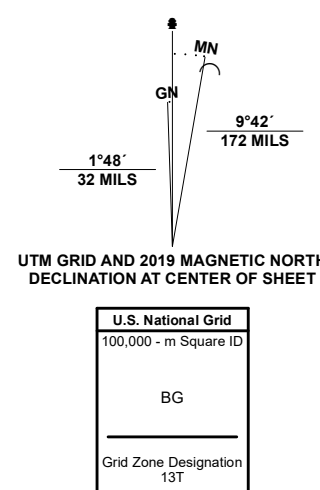 MN
GN
9°42´
172 MILS
1°48´
32 MILS
UTM GRID AND 2019 MAGNETIC NORTH
DECLINATION AT CENTER OF SHEET
U.S. National Grid
100,000 - m Square ID
BG
Grid Zone Designation
13T